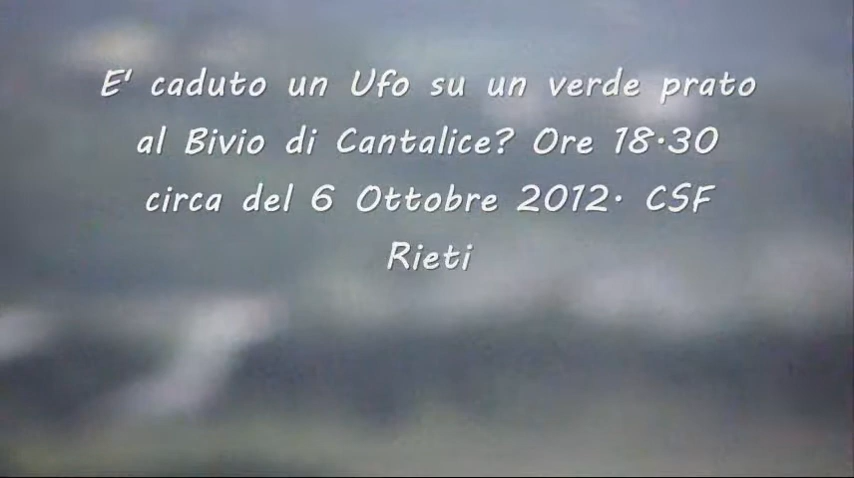 E' caduto un Ufo su un verde prato
al Bivio di Cantalice? Ore 18.30
circa del 6 Ottobre 2012. CSF
Rieti